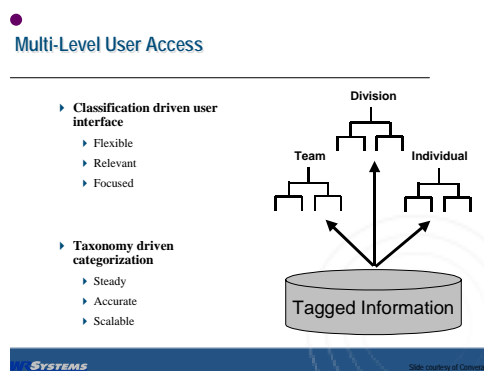 Multi-Level User Access
Classification driven user
interface
Flexible
Relevant
Focused
Taxonomy driven
categorization
Steady
Accurate
Scalable
Division
Team
Individual
Tagged Information
SYSTEMS
Slide courtesy of